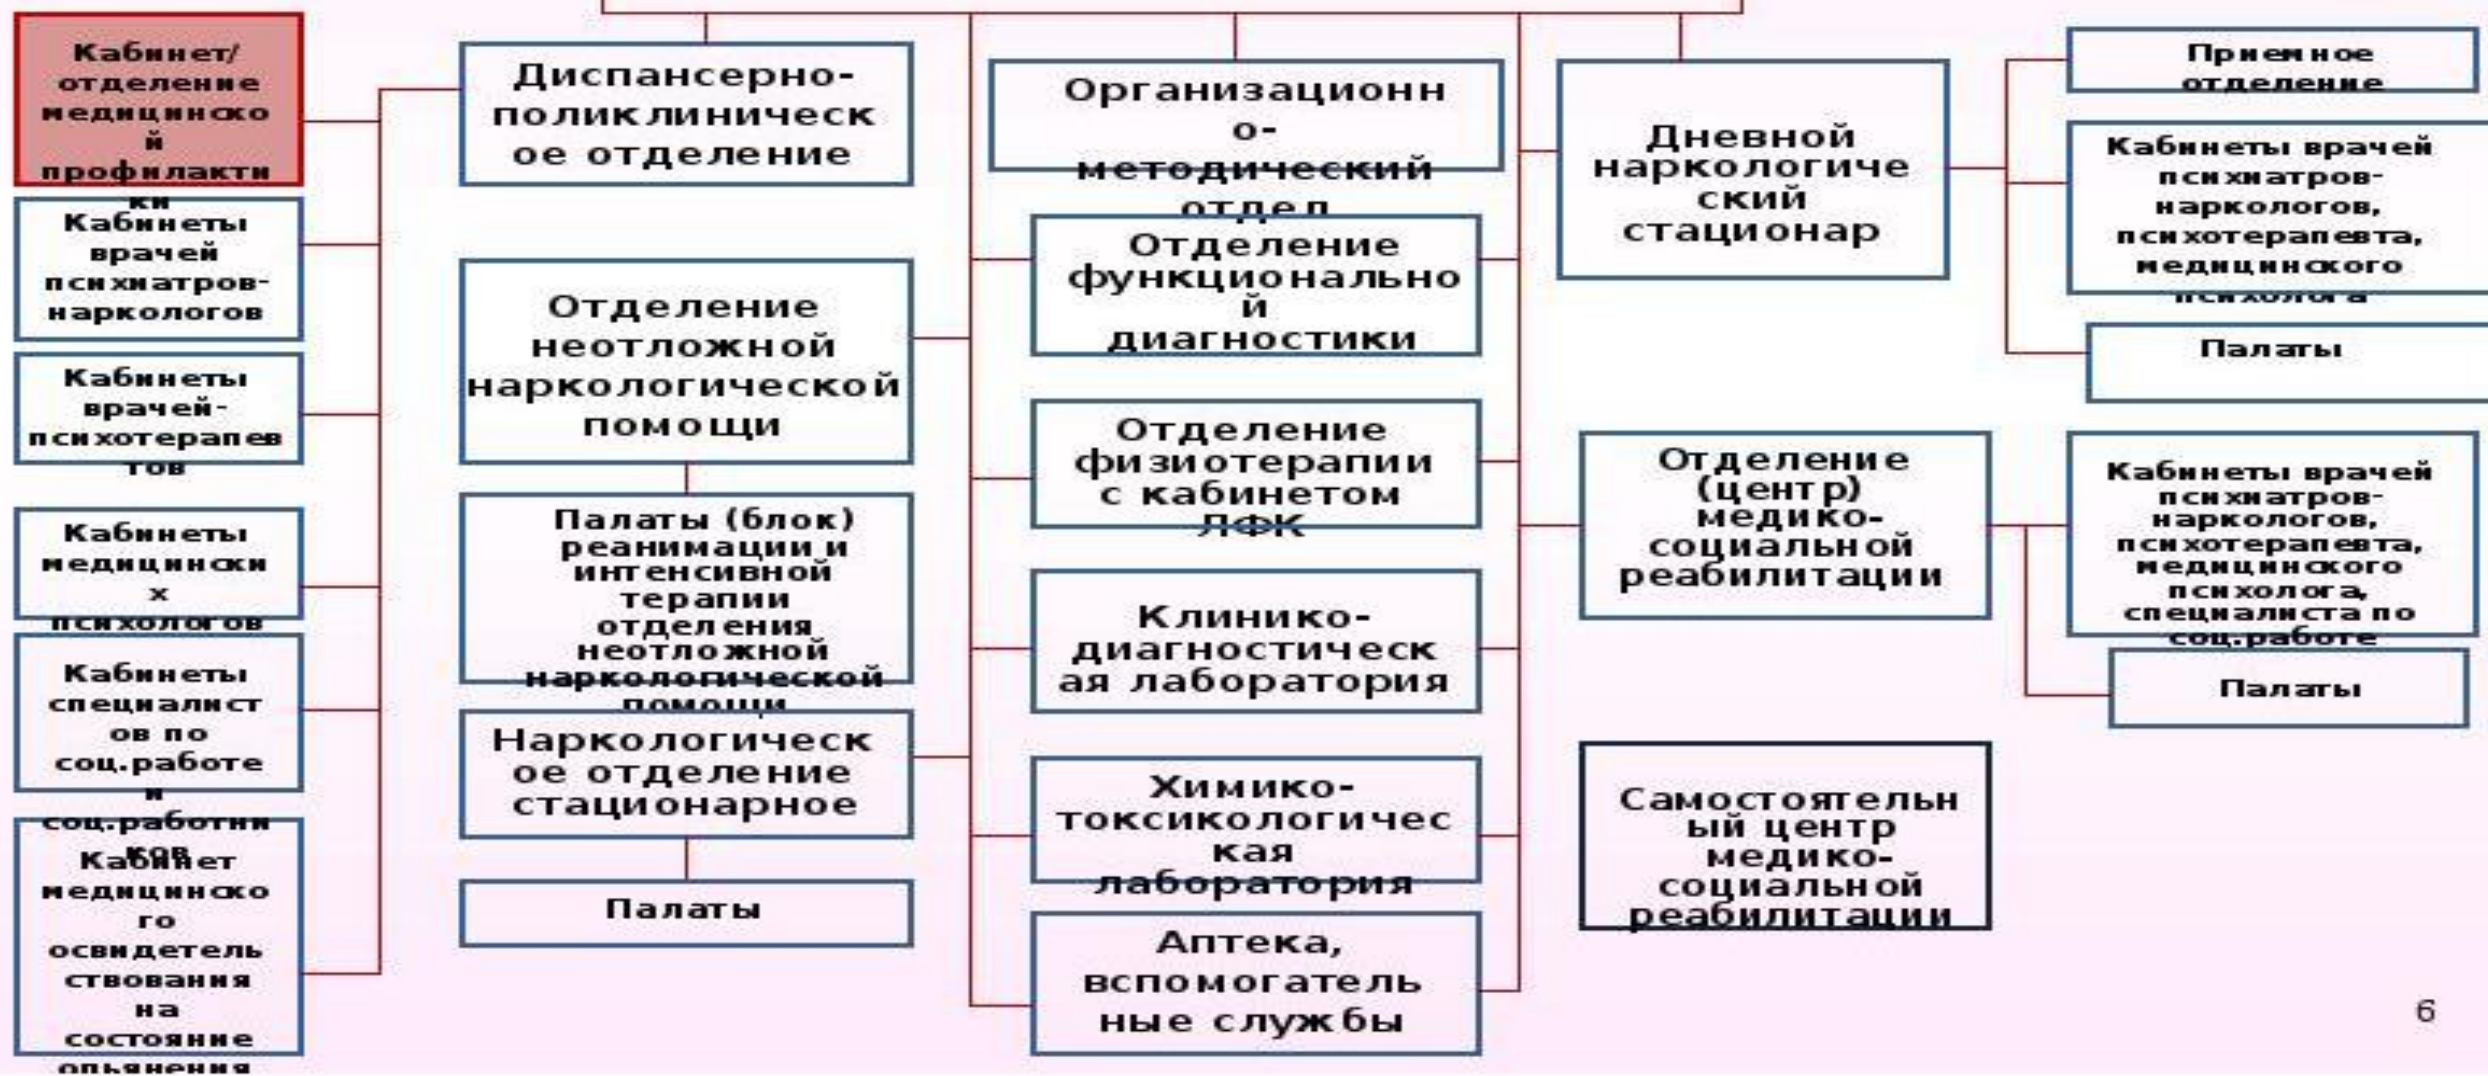 Кабинет/
отделение
медицинско
й
профилакти
ки
Кабинеты
врачей
психиатров-
наркологов
Кабинеты
врачей-
психотерапев
тов
Кабинеты
медицински
х
психологов
Кабинеты
специалист
ов по
соц.работе
и
соц.работни
ков
Кабинет
медицинско
го
освидетель
ствования
на
состояние
опьянения
Диспансерно-
поликлиническ
ое отделение
Отделение
неотложной
наркологической
помощи
Палаты (блок)
реанимации и
интенсивной
терапии
отделения
неотложной
наркологической
помощи
Наркологическ
ое отделение
стационарное
Палаты
Организационн
о-
методический
отдел
Отделение
функционально
й
диагностики
Отделение
физиотерапии
с кабинетом
ЛФК
Клинико-
диагностическ
ая лаборатория
Химико-
токсикологичес
кая
лаборатория
Аптека,
вспомогатель
ные службы
Дневной
наркологиче
ский
стационар
Отделение
(центр)
медико-
социальной
реабилитации
Самостоятельн
ый центр
медико-
социальной
реабилитации
Приемное
отделение
Кабинеты врачей
психиатров-
наркологов,
психотерапевта,
медицинского
психолога
Палаты
Кабинеты врачей
психиатров-
наркологов,
психотерапевта,
медицинского
психолога,
специалиста по
соц.работе
Палаты
6